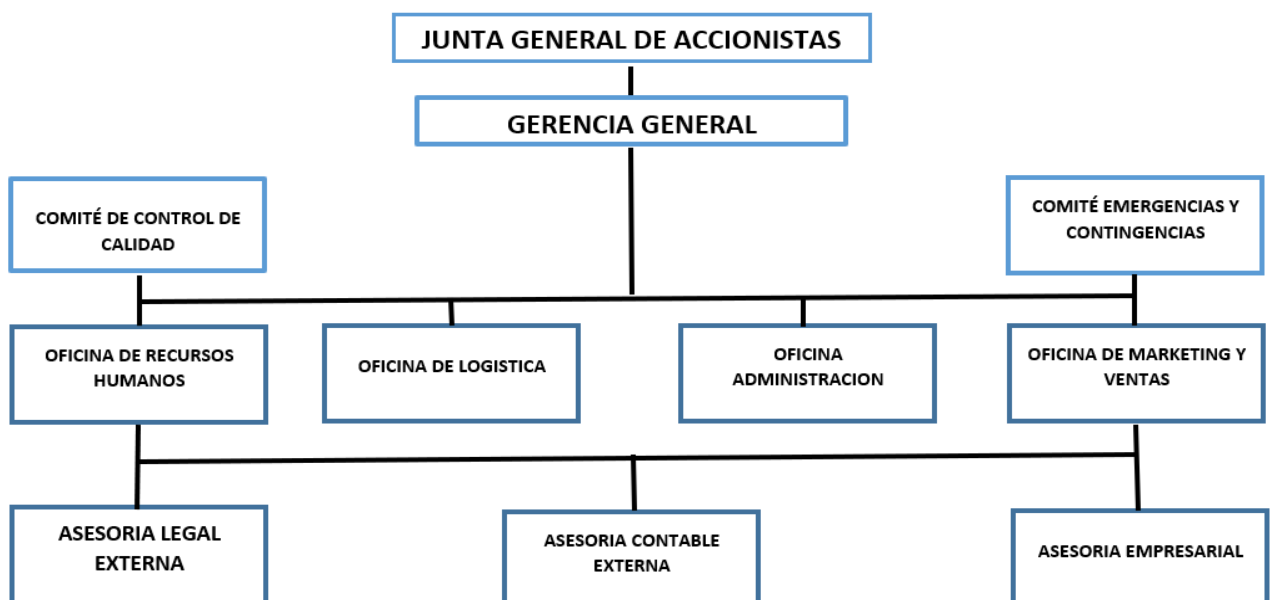 JUNTA GENERAL DE ACCIONISTAS
GERENCIA GENERAL
COMITÉ DE CONTROL DE
CALIDAD
COMITÉ EMERGENCIAS Y
CONTINGENCIAS
OFICINA DE RECURSOS
HUMANOS
OFICINA DE LOGISTICA
OFICINA
ADMINISTRACION
OFICINA DE MARKETING Y
VENTAS
ASESORIA LEGAL
EXTERNA
ASESORIA CONTABLE
EXTERNA
ASESORIA EMPRESARIAL